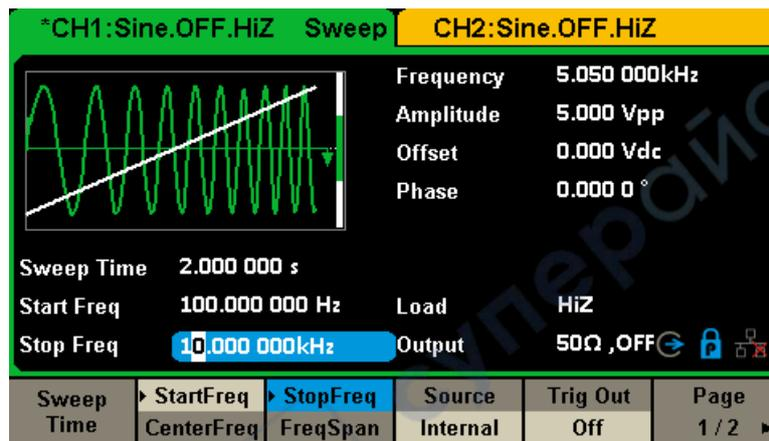 *CH1:Sine.OFF.HiZ Sweep CH2:Sine.OFF.HiZ
Frequency 5.050 000kHz
Amplitude 5.000 Vpp
Offset 0.000 Vdc
Phase 0.000 0 °
Sweep Time 2.000 000 s
Start Freq 100.000 000 Hz Load HiZ
Stop Freq 10.000 000kHz Output 50Ω ,OFF
Sweep Time
StartFreq
CenterFreq
StopFreq
FreqSpan
Source
Internal
Trig Out
Off
Page
1 / 2